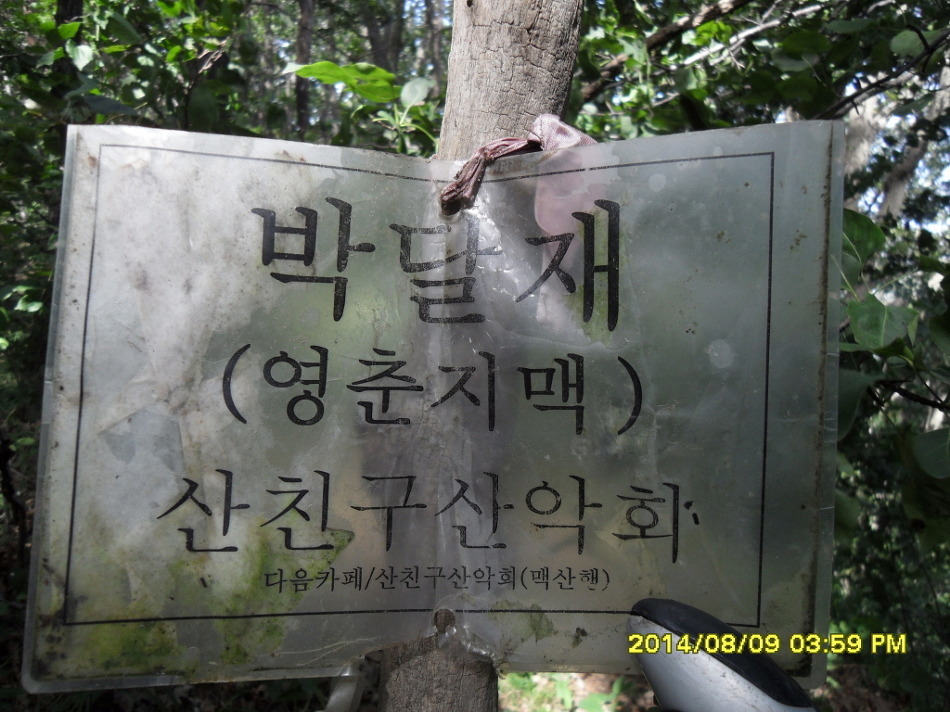 박달재
(영춘지맥)
산친구산악회
다음카페/산친구산악회(맥산행)
2014/08/09 03:59 PM